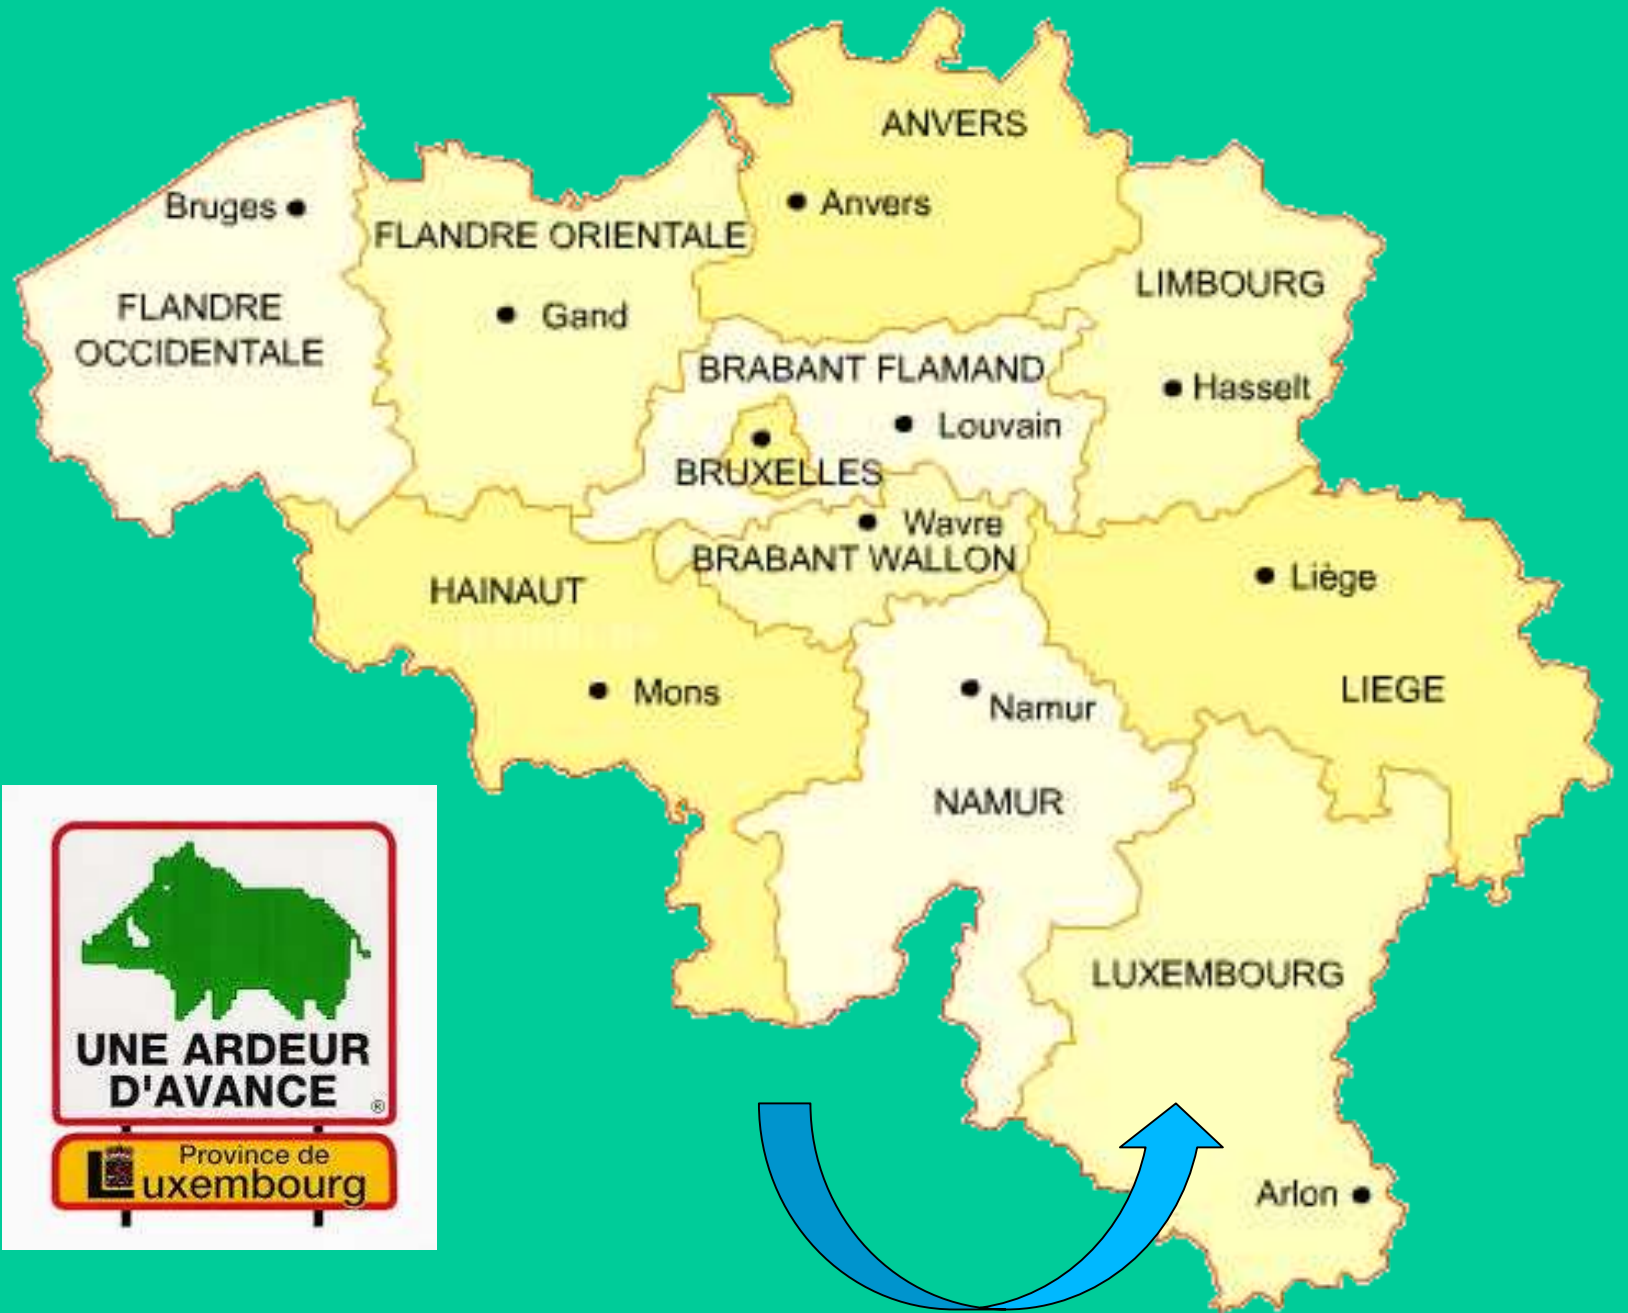 ANVERS
Anvers
Bruges
FLANDRE ORIENTALE
LIMBOURG
FLANDRE
OCCIDENTALE
Gand
BRABANT FLAMAND
Hasselt
Louvain
BRUXELLES
Wavre
BRABANT WALLON
HAINAUT
Liège
Mons
Namur
LIEGE
NAMUR
LUXEMBOURG
Arlon
UNE ARDEUR
D'AVANCE ®
Province de
Luxembourg